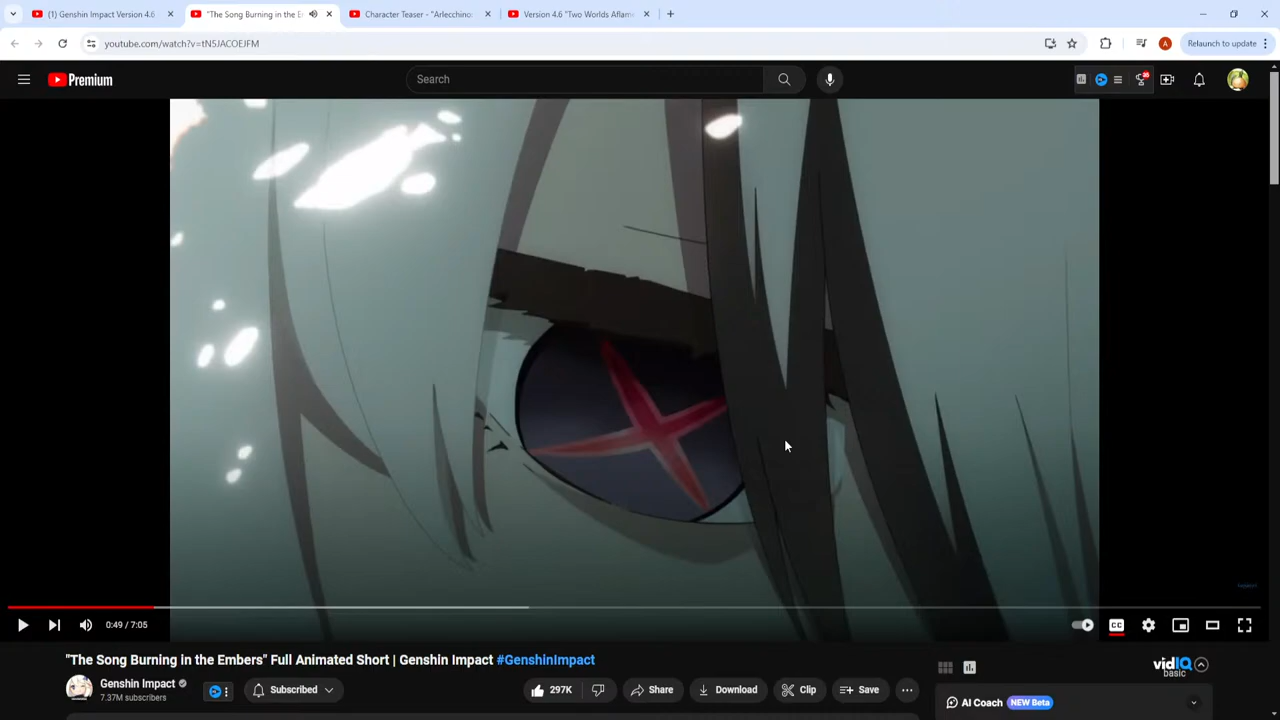 (1) Genshin Impact Version 4.6
"The Song Burning in the E
Character Teaser - "Arlecchino:
Version 4.6 "Two Worlds Aflam
youtube.com/watch?v=tN5JACOEJFM
A
Relaunch to update
Premium
Search
0:49 / 7:05
CC
"The Song Burning in the Embers" Full Animated Short | Genshin Impact #GenshinImpact
Genshin Impact
7.37M subscribers
Subscribed
297K
Share
Download
Clip
Save
vidIQ
basic
AI Coach
NEW Beta